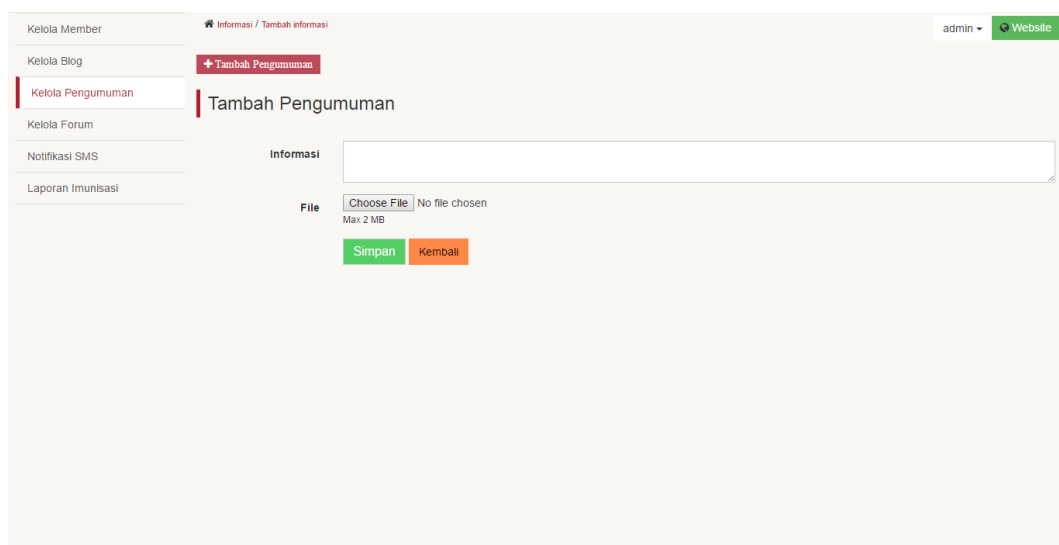 Kelola Member
Kelola Blog
Kelola Pengumuman
Kelola Forum
Notifikasi SMS
Laporan Imunisasi
Informasi / Tambah informasi
admin
Website
+Tambah Pengumuman
Tambah Pengumuman
Informasi
File
Choose File No file chosen
Max 2 MB
Simpan
Kembali